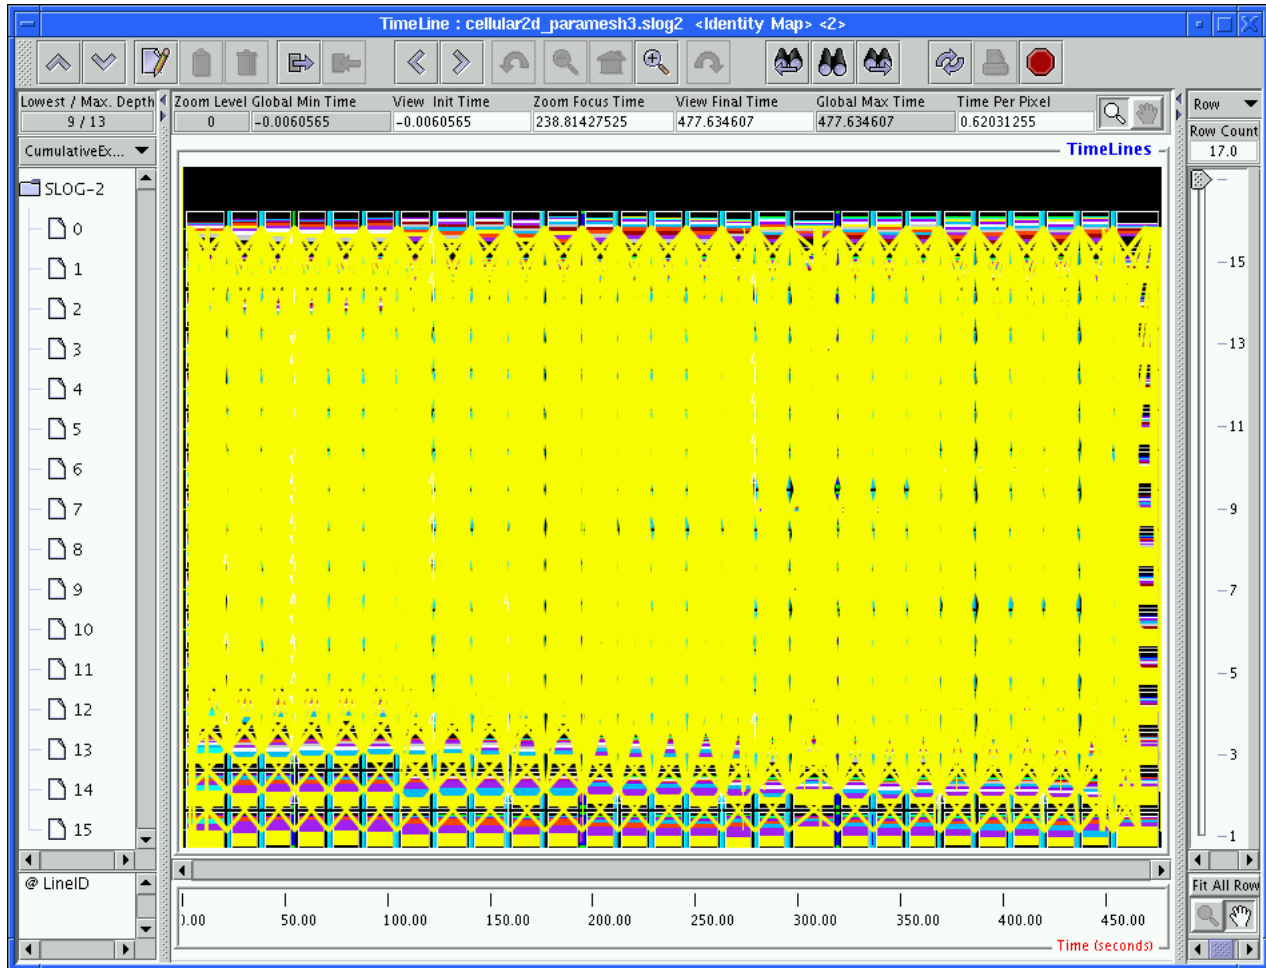 TimeLine : cellular2d_paramesh3.slog2 <Identity Map> <2>
Lowest / Max. Depth
9 / 13
Zoom Level
0
Global Min Time
-0.0060565
View Init Time
-0.0060565
Zoom Focus Time
238.81427525
View Final Time
477.634607
Global Max Time
477.634607
Time Per Pixel
0.62031255
Row
Row Count
17.0
CumulativeEx...
TimeLines
SLOG-2
0
1
2
3
4
5
6
7
8
9
10
11
12
13
14
15
15
13
11
9
7
5
3
1
@ LineID
Fit All Row
0.00
50.00
100.00
150.00
200.00
250.00
300.00
350.00
400.00
450.00
Time (seconds)